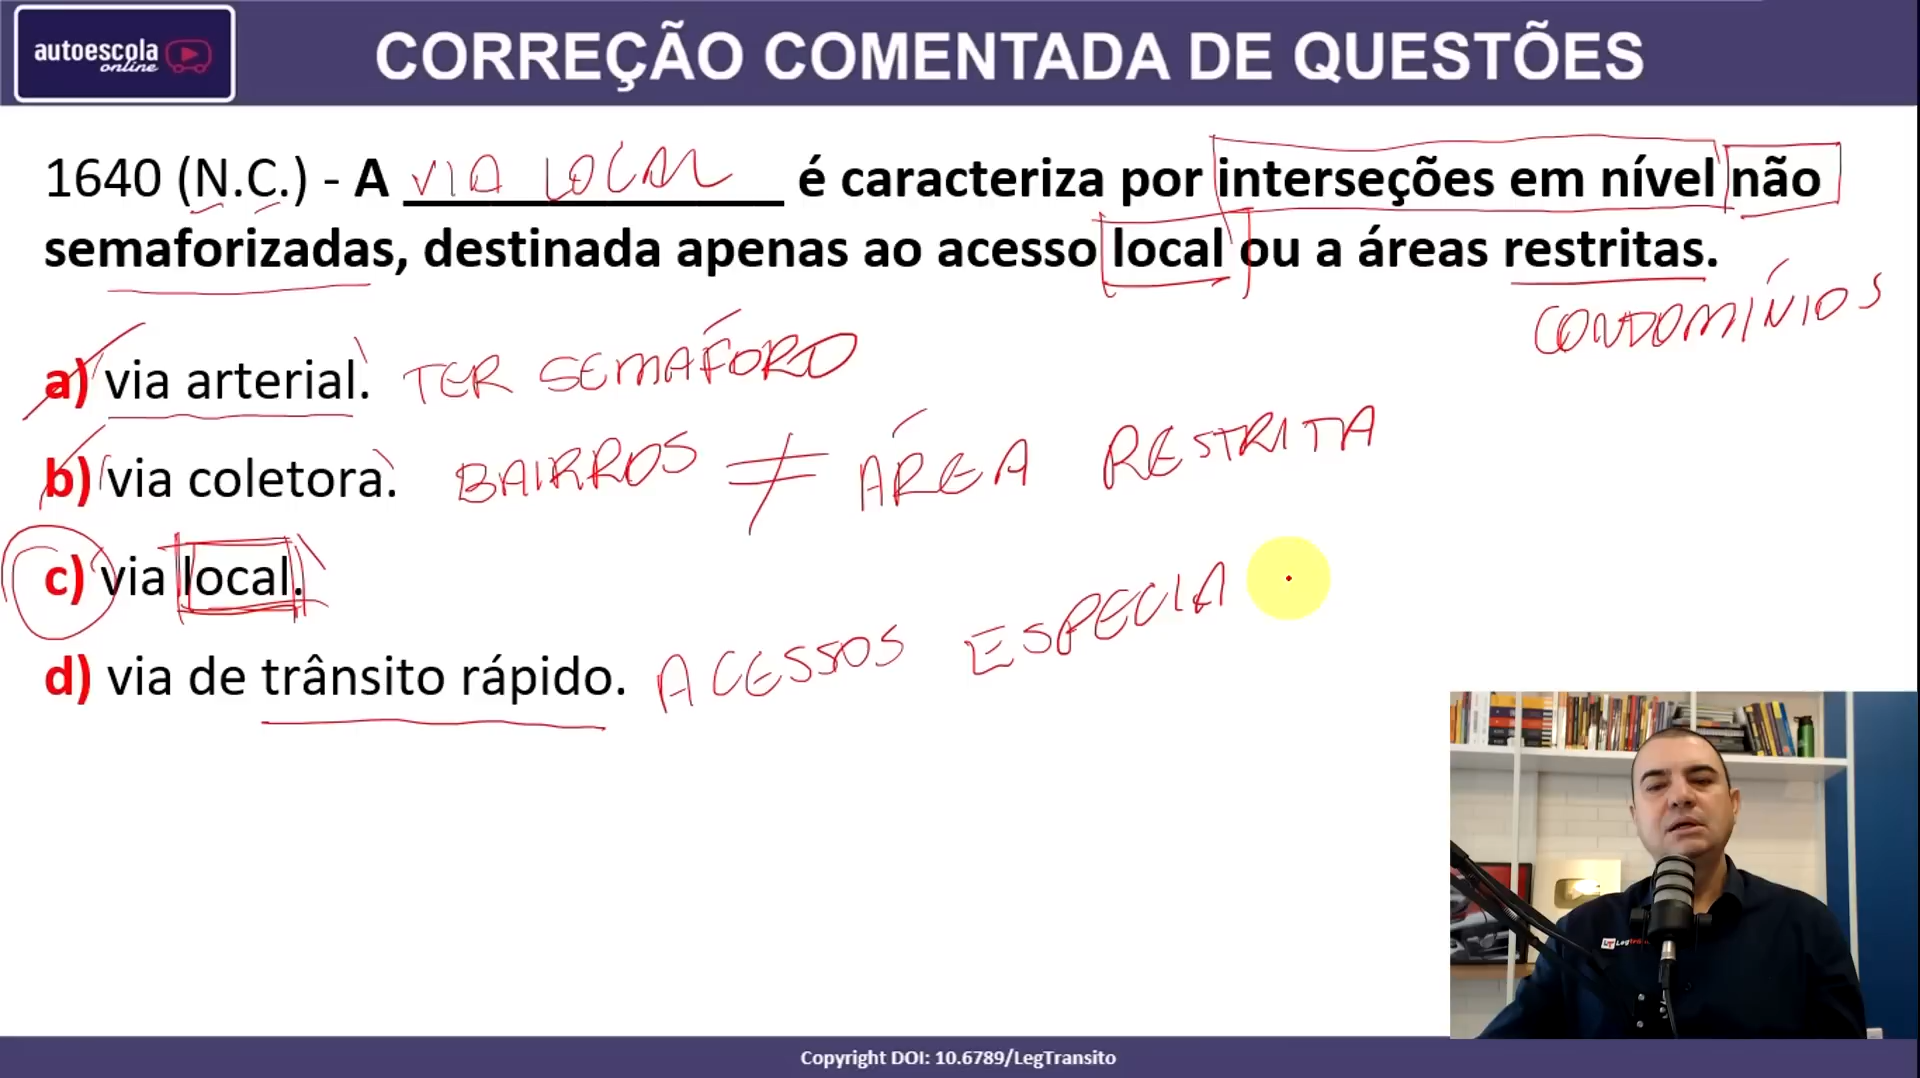 autoescola
online
CORREÇÃO COMENTADA DE QUESTÕES
1640 (N.C.) - A VIA LOCAL é caracteriza por interseções em nível não
semaforizadas, destinada apenas ao acesso local ou a áreas restritas.
CONDOMÍNIOS
a) via arterial. TER SEMÁFORO
b) via coletora. BAIRROS ≠ ÁREA RESTRITA
c) via local.
d) via de trânsito rápido. ACESSOS ESPECIA
Copyright DOI: 10.6789/LegTransito